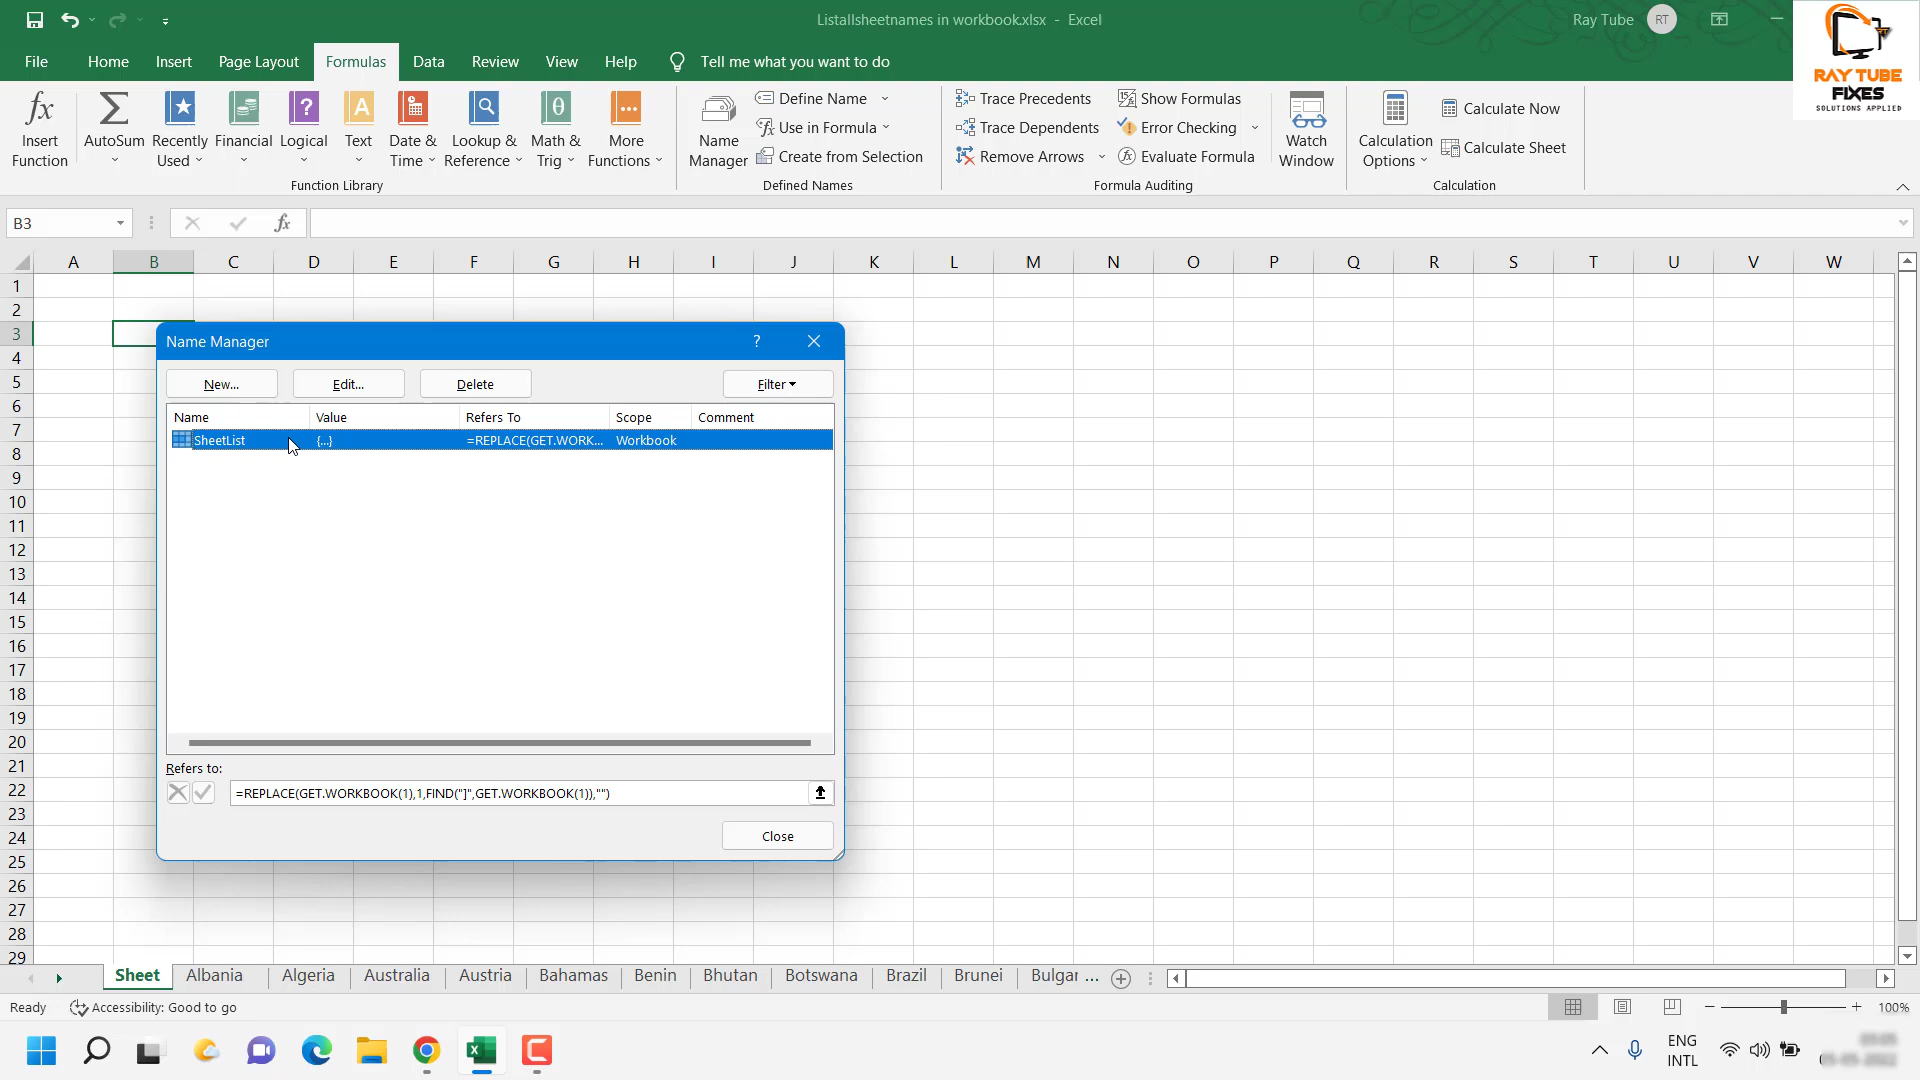 Listallsheetnames in workbook.xlsx - Excel
Ray Tube
RT
File Home Insert Page Layout Formulas Data Review View Help Tell me what you want to do
RAY TUBE
FIXES
SOLUTIONS APPLIED
Insert Function
AutoSum
Recently Used
Financial
Logical
Text
Date & Time
Lookup & Reference
Math & Trig
More Functions
Function Library
Name Manager
Define Name
Use in Formula
Create from Selection
Defined Names
Trace Precedents
Trace Dependents
Remove Arrows
Show Formulas
Error Checking
Evaluate Formula
Formula Auditing
Watch Window
Calculation Options
Calculate Now
Calculate Sheet
Calculation
B3
fx
A B C D E F G H I J K L M N O P Q R S T U V W
1
2
3
4
5
6
7
8
9
10
11
12
13
14
15
16
17
18
19
20
21
22
23
24
25
26
27
28
29
Name Manager ?
New... Edit... Delete Filter
Name Value Refers To Scope Comment
SheetList {...} =REPLACE(GET.WORK... Workbook
Refers to:
=REPLACE(GET.WORKBOOK(1),1,FIND("]",GET.WORKBOOK(1)),"")
Close
Sheet Albania Algeria Australia Austria Bahamas Benin Bhutan Botswana Brazil Brunei Bulgar ...
Ready Accessibility: Good to go 100%
ENG
INTL